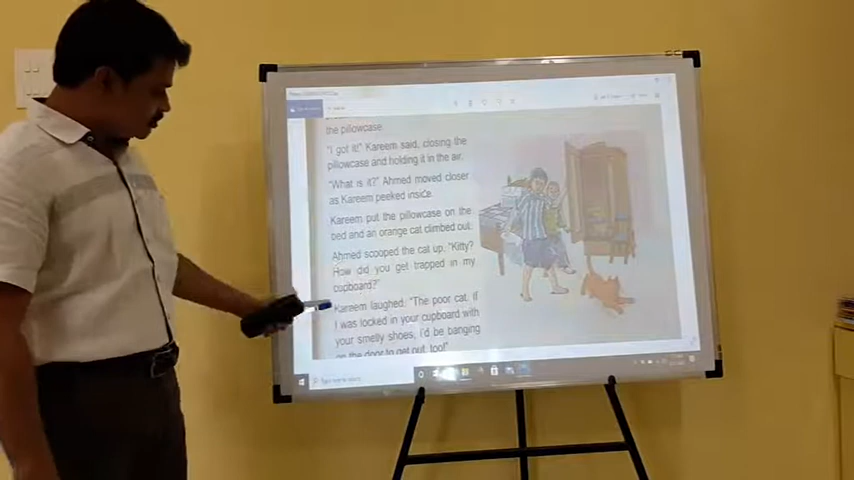 the pillowcase
"I got it!" Kareem said, closing the
pillowcase and holding it in the air.
"What is it?" Ahmed moved closer
as Kareem peeked inside.
Kareem put the pillowcase on the
bed and an orange cat climbed out.
Ahmed scooped the cat up. "Kitty?
How did you get trapped in my
cupboard?"
Kareem laughed. "The poor cat. If
I was locked in your cupboard with
your smelly shoes, I'd be banging
on the door to get out, too."